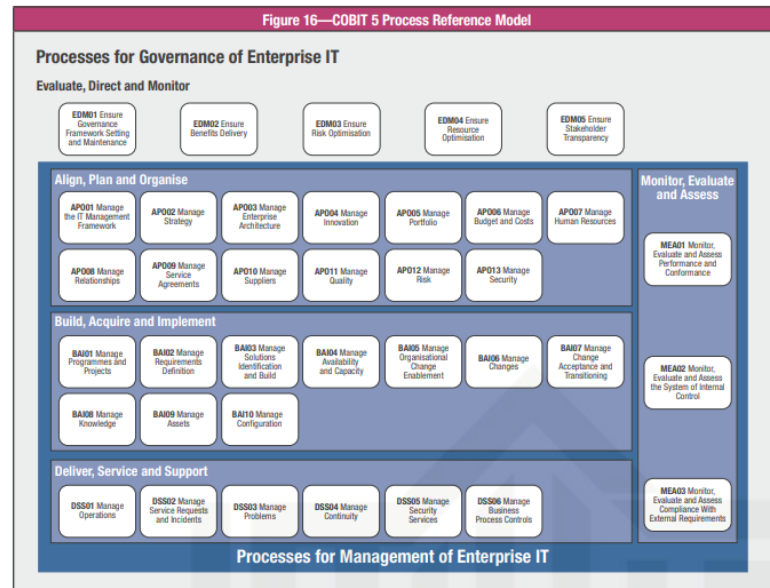 Figure 16—COBIT 5 Process Reference Model
Processes for Governance of Enterprise IT
Evaluate, Direct and Monitor
EDM01 Ensure
Governance
Framework Setting
and Maintenance
EDM02 Ensure
Benefits Delivery
EDM03 Ensure
Risk Optimisation
EDM04 Ensure
Resource
Optimisation
EDM05 Ensure
Stakeholder
Transparency
Align, Plan and Organise
APO01 Manage
the IT Management
Framework
APO02 Manage
Strategy
APO03 Manage
Enterprise
Architecture
APO04 Manage
Innovation
APO05 Manage
Portfolio
APO06 Manage
Budget and Costs
APO07 Manage
Human Resources
APO08 Manage
Relationships
APO09 Manage
Service
Agreements
APO10 Manage
Suppliers
APO11 Manage
Quality
APO12 Manage
Risk
APO13 Manage
Security
Build, Acquire and Implement
BAI01 Manage
Programmes and
Projects
BAI02 Manage
Requirements
Definition
BAI03 Manage
Solutions
Identification
and Build
BAI04 Manage
Availability
and Capacity
BAI05 Manage
Organisational
Change
Enablement
BAI06 Manage
Changes
BAI07 Manage
Change
Acceptance and
Transitioning
BAI08 Manage
Knowledge
BAI09 Manage
Assets
BAI10 Manage
Configuration
Deliver, Service and Support
DSS01 Manage
Operations
DSS02 Manage
Service Requests
and Incidents
DSS03 Manage
Problems
DSS04 Manage
Continuity
DSS05 Manage
Security
Services
DSS06 Manage
Business
Process Controls
Monitor, Evaluate
and Assess
MEA01 Monitor,
Evaluate and Assess
Performance and
Conformance
MEA02 Monitor,
Evaluate and Assess
the System of Internal
Control
MEA03 Monitor,
Evaluate and Assess
Compliance With
External Requirements
Processes for Management of Enterprise IT